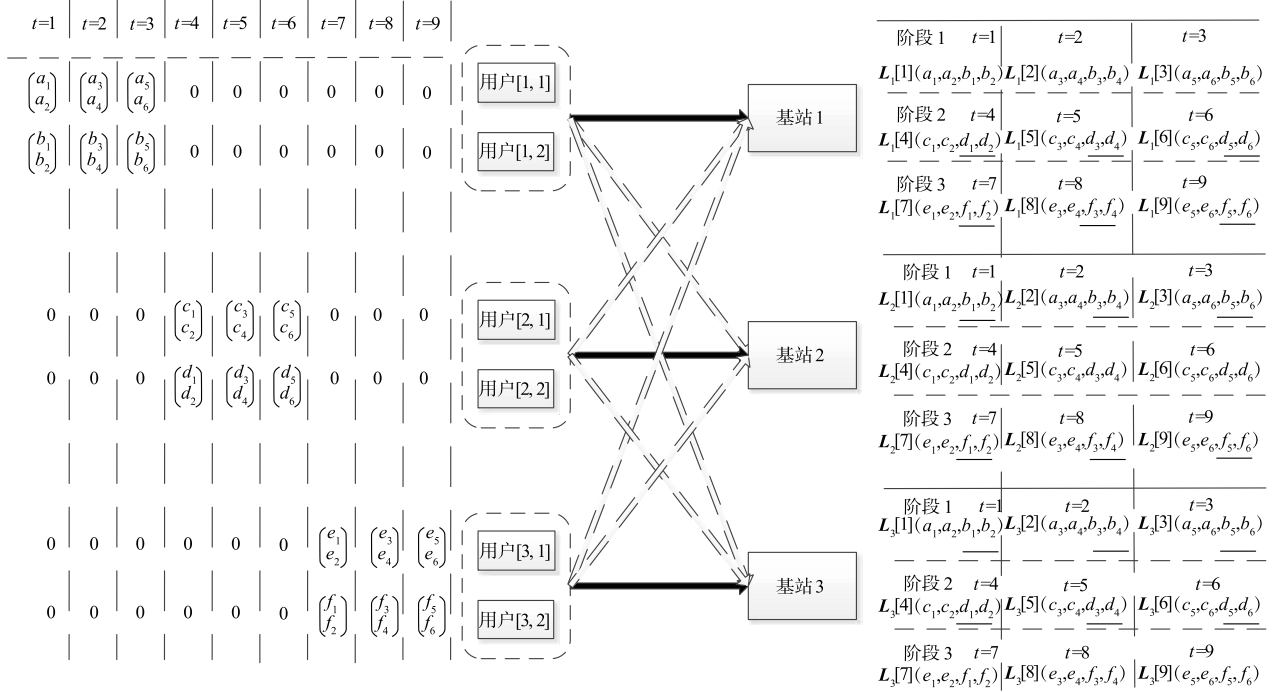 t=1 t=2 t=3 t=4 t=5 t=6 t=7 t=8 t=9
(a₁ a₂) (a₃ a₄) (a₅ a₆) 0 0 0 0 0 0
(b₁ b₂) (b₃ b₄) (b₅ b₆) 0 0 0 0 0 0
0 0 0 (c₁ c₂) (c₃ c₄) (c₅ c₆) 0 0 0
0 0 0 (d₁ d₂) (d₃ d₄) (d₅ d₆) 0 0 0
0 0 0 0 0 0 (e₁ e₂) (e₃ e₄) (e₅ e₆)
0 0 0 0 0 0 (f₁ f₂) (f₃ f₄) (f₅ f₆)
用户[1, 1]
用户[1, 2]
用户[2, 1]
用户[2, 2]
用户[3, 1]
用户[3, 2]
基站1
基站2
基站3
阶段1 t=1 t=2 t=3
L₁[1](a₁,a₂,b₁,b₂) L₁[2](a₃,a₄,b₃,b₄) L₁[3](a₅,a₆,b₅,b₆)
阶段2 t=4 t=5 t=6
L₁[4](c₁,c₂,d₁,d₂) L₁[5](c₃,c₄,d₃,d₄) L₁[6](c₅,c₆,d₅,d₆)
阶段3 t=7 t=8 t=9
L₁[7](e₁,e₂,f₁,f₂) L₁[8](e₃,e₄,f₃,f₄) L₁[9](e₅,e₆,f₅,f₆)
阶段1 t=1 t=2 t=3
L₂[1](a₁,a₂,b₁,b₂) L₂[2](a₃,a₄,b₃,b₄) L₂[3](a₅,a₆,b₅,b₆)
阶段2 t=4 t=5 t=6
L₂[4](c₁,c₂,d₁,d₂) L₂[5](c₃,c₄,d₃,d₄) L₂[6](c₅,c₆,d₅,d₆)
阶段3 t=7 t=8 t=9
L₂[7](e₁,e₂,f₁,f₂) L₂[8](e₃,e₄,f₃,f₄) L₂[9](e₅,e₆,f₅,f₆)
阶段1 t=1 t=2 t=3
L₃[1](a₁,a₂,b₁,b₂) L₃[2](a₃,a₄,b₃,b₄) L₃[3](a₅,a₆,b₅,b₆)
阶段2 t=4 t=5 t=6
L₃[4](c₁,c₂,d₁,d₂) L₃[5](c₃,c₄,d₃,d₄) L₃[6](c₅,c₆,d₅,d₆)
阶段3 t=7 t=8 t=9
L₃[7](e₁,e₂,f₁,f₂) L₃[8](e₃,e₄,f₃,f₄) L₃[9](e₅,e₆,f₅,f₆)